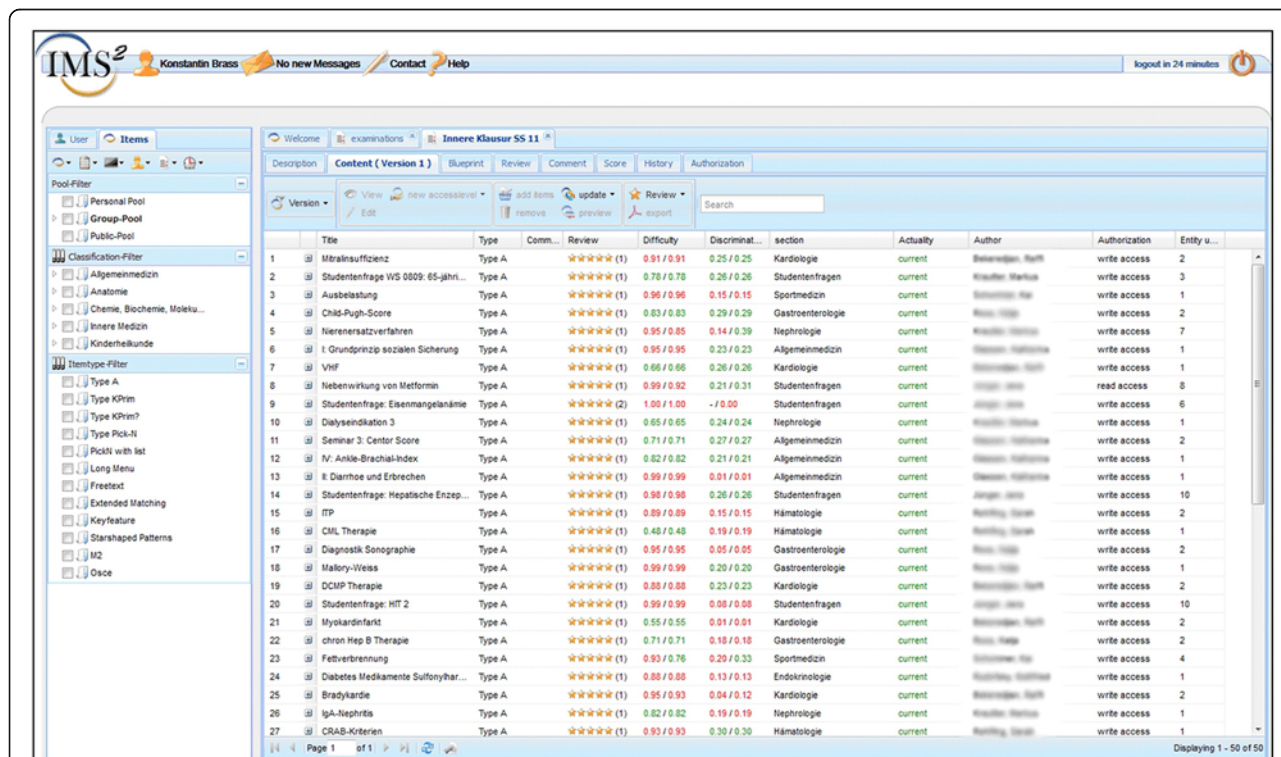 IMS² Konstantin Brass No new Messages Contact Help logout in 24 minutes
User Items
Welcome examinations Innere Klausur SS 11
Description Content ( Version 1 ) Blueprint Review Comment Score History Authorization
Version View new accesslevel add items update Review
Edit remove preview export Search
Pool-Filter
Personal Pool
Group-Pool
Public-Pool
Classification-Filter
Allgemeinmedizin
Anatomie
Chemie, Biochemie, Moleku...
Innere Medizin
Kinderheilkunde
Itemtype-Filter
Type A
Type KPrim
Type KPrim?
Type Pick-N
PickN with list
Long Menu
Freetext
Extended Matching
Keyfeature
Starshaped Patterns
M2
Osce
Title Type Comm... Review Difficulty Discriminat... section Actuality Author Authorization Entity u...
1 Mitralinsuffizienz Type A (1) 0.91 / 0.91 0.25 / 0.25 Kardiologie current write access 2
2 Studentenfrage WS 0809: 65-jähri... Type A (1) 0.78 / 0.78 0.26 / 0.26 Studentenfragen current write access 3
3 Ausbelastung Type A (1) 0.96 / 0.96 0.15 / 0.15 Sportmedizin current write access 1
4 Child-Pugh-Score Type A (1) 0.83 / 0.83 0.29 / 0.29 Gastroenterologie current write access 2
5 Nierenersatzverfahren Type A (1) 0.95 / 0.85 0.14 / 0.39 Nephrologie current write access 7
6 I: Grundprinzip sozialen Sicherung Type A (1) 0.95 / 0.95 0.23 / 0.23 Allgemeinmedizin current write access 1
7 VHF Type A (1) 0.66 / 0.66 0.26 / 0.26 Kardiologie current write access 1
8 Nebenwirkung von Metformin Type A (1) 0.99 / 0.92 0.21 / 0.31 Studentenfragen current read access 8
9 Studentenfrage: Eisenmangelanämie Type A (2) 1.00 / 1.00 - / 0.00 Studentenfragen current write access 6
10 Dialyseindikation 3 Type A (1) 0.65 / 0.65 0.24 / 0.24 Nephrologie current write access 1
11 Seminar 3: Centor Score Type A (1) 0.71 / 0.71 0.27 / 0.27 Allgemeinmedizin current write access 2
12 IV: Ankle-Brachial-Index Type A (1) 0.82 / 0.82 0.21 / 0.21 Allgemeinmedizin current write access 1
13 II: Diarrhoe und Erbrechen Type A (1) 0.99 / 0.99 0.01 / 0.01 Allgemeinmedizin current write access 1
14 Studentenfrage: Hepatische Enzep... Type A (1) 0.98 / 0.98 0.26 / 0.26 Studentenfragen current write access 10
15 ITP Type A (1) 0.89 / 0.89 0.15 / 0.15 Hämatologie current write access 2
16 CML Therapie Type A (1) 0.48 / 0.48 0.19 / 0.19 Hämatologie current write access 1
17 Diagnostik Sonographie Type A (1) 0.95 / 0.95 0.05 / 0.05 Gastroenterologie current write access 2
18 Mallory-Weiss Type A (1) 0.99 / 0.99 0.20 / 0.20 Gastroenterologie current write access 1
19 DCMP Therapie Type A (1) 0.88 / 0.88 0.23 / 0.23 Kardiologie current write access 2
20 Studentenfrage: HIT 2 Type A (1) 0.99 / 0.99 0.08 / 0.08 Studentenfragen current write access 10
21 Myokardinfarkt Type A (1) 0.55 / 0.55 0.01 / 0.01 Kardiologie current write access 2
22 chron Hep B Therapie Type A (1) 0.71 / 0.71 0.18 / 0.18 Gastroenterologie current write access 2
23 Fettverbrennung Type A (1) 0.93 / 0.76 0.20 / 0.33 Sportmedizin current write access 4
24 Diabetes Medikamente Sulfonylhar... Type A (1) 0.88 / 0.88 0.13 / 0.13 Endokrinologie current write access 1
25 Bradykardie Type A (1) 0.95 / 0.93 0.04 / 0.12 Kardiologie current write access 2
26 IgA-Nephritis Type A (1) 0.82 / 0.82 0.19 / 0.19 Nephrologie current write access 1
27 CRAB-Kriterien Type A (1) 0.93 / 0.93 0.30 / 0.30 Hämatologie current write access 1
Page 1 of 1 Displaying 1 - 50 of 50